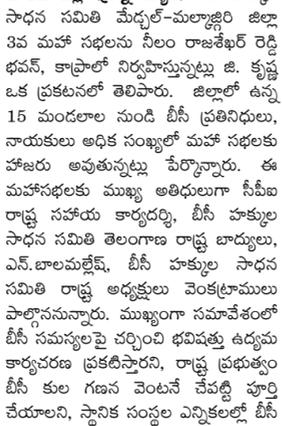 సాధన సమితి మేడ్చల్-మల్కాజ్గిరి జిల్లా
3వ మహా సభలను నీలం రాజశేఖర్ రెడ్డి
భవన్, కాప్రాలో నిర్వహిస్తున్నట్లు జి. కృష్ణ
ఒక ప్రకటనలో తెలిపారు. జిల్లాలో ఉన్న
15 మండలాల నుండి బీసీ ప్రతినిధులు,
నాయకులు అధిక సంఖ్యలో మహా సభలకు
హాజరు అవుతున్నట్లు పేర్కొన్నారు. ఈ
మహాసభలకు ముఖ్య అతిధులుగా సీపీఐ
రాష్ట్ర సహాయ కార్యదర్శి, బీసీ హక్కుల
సాధన సమితి తెలంగాణ రాష్ట్ర బాద్యులు,
ఎన్.బాలమల్లేష్, బీసీ హక్కుల సాధన
సమితి రాష్ట్ర అధ్యక్షులు వెంకట్రాములు
పాల్గొననున్నారు. ముఖ్యంగా సమావేశంలో
బీసీ సమస్యలపై చర్చించి భవిషత్తు ఉద్యమ
కార్యచరణ ప్రకటిస్తారని, రాష్ట్ర ప్రభుత్వం
బీసీ కుల గణన వెంటనే చేపట్టి పూర్తి
చేయాలని, స్థానిక సంస్థల ఎన్నికలల్లో బీసీ